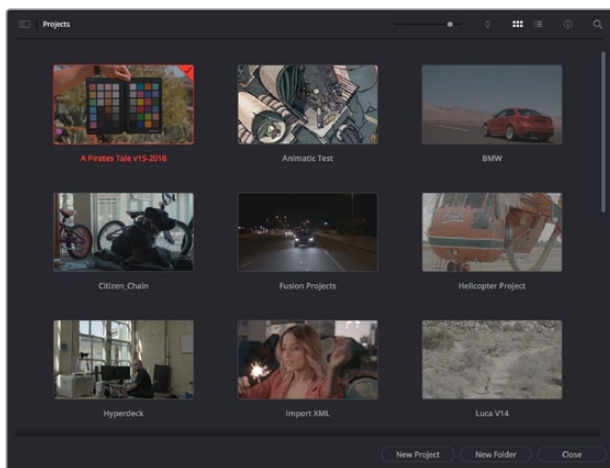 Projects
A Pirates Tale v15-2018
Animatic Test
BMW
Citizen_Chain
Fusion Projects
Helicopter Project
Hyperdeck
Import XML
Luca V14
New Project
New Folder
Close